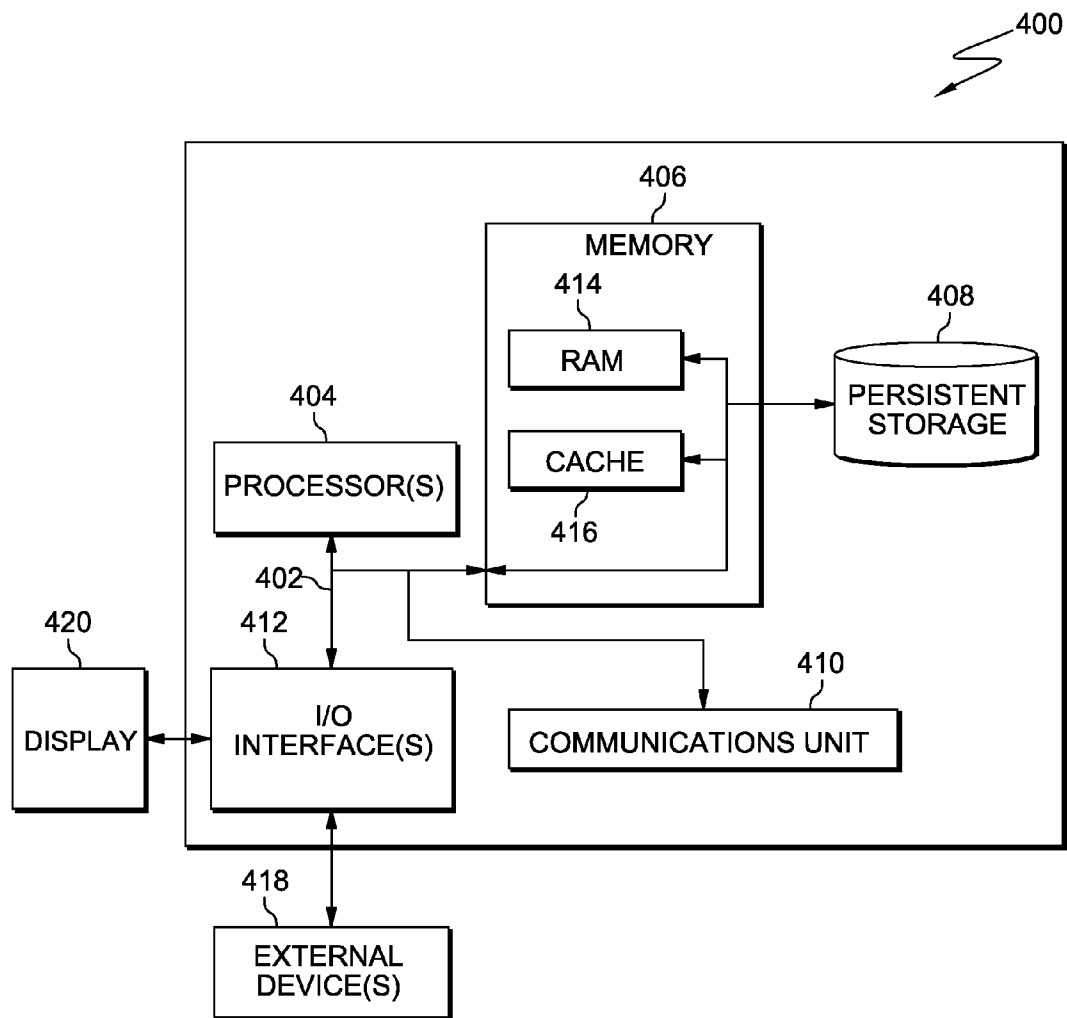 400
406
MEMORY
414
RAM
408
PERSISTENT
STORAGE
404
PROCESSOR(S)
CACHE
416
402
420
412
DISPLAY
I/O
INTERFACE(S)
410
COMMUNICATIONS UNIT
418
EXTERNAL
DEVICE(S)